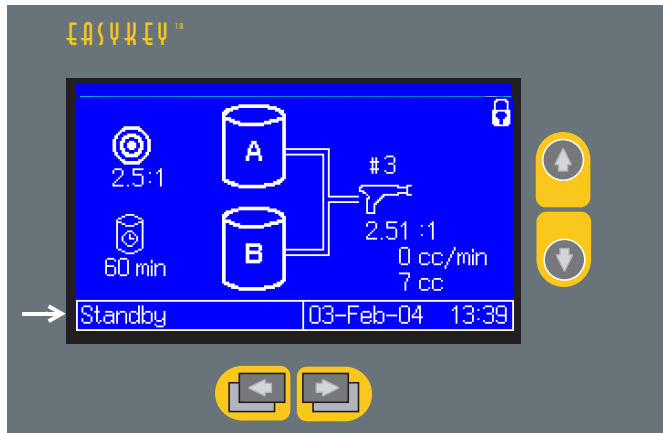 EASYKEY™
A
#3
2.5:1
2.51 :1
B
0 cc/min
60 min
7 cc
Standby 03-Feb-04 13:39